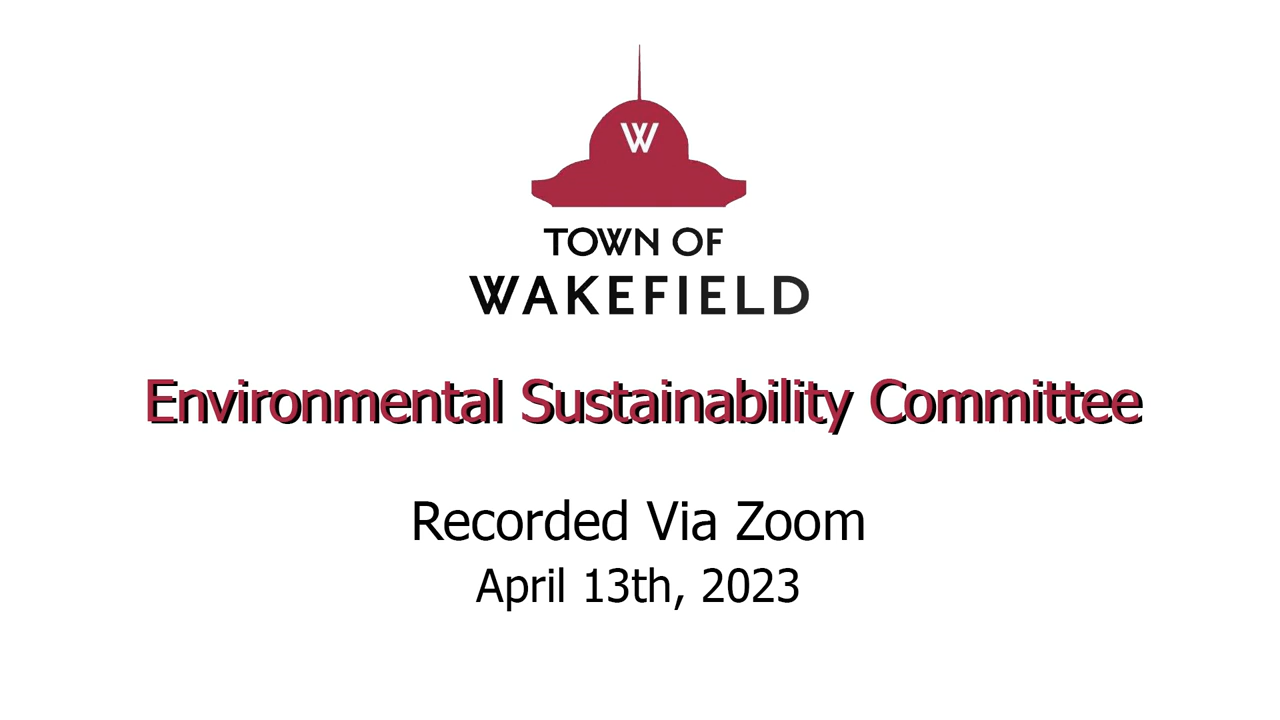 W
TOWN OF
WAKEFIELD
Environmental Sustainability Committee
Recorded Via Zoom
April 13th, 2023